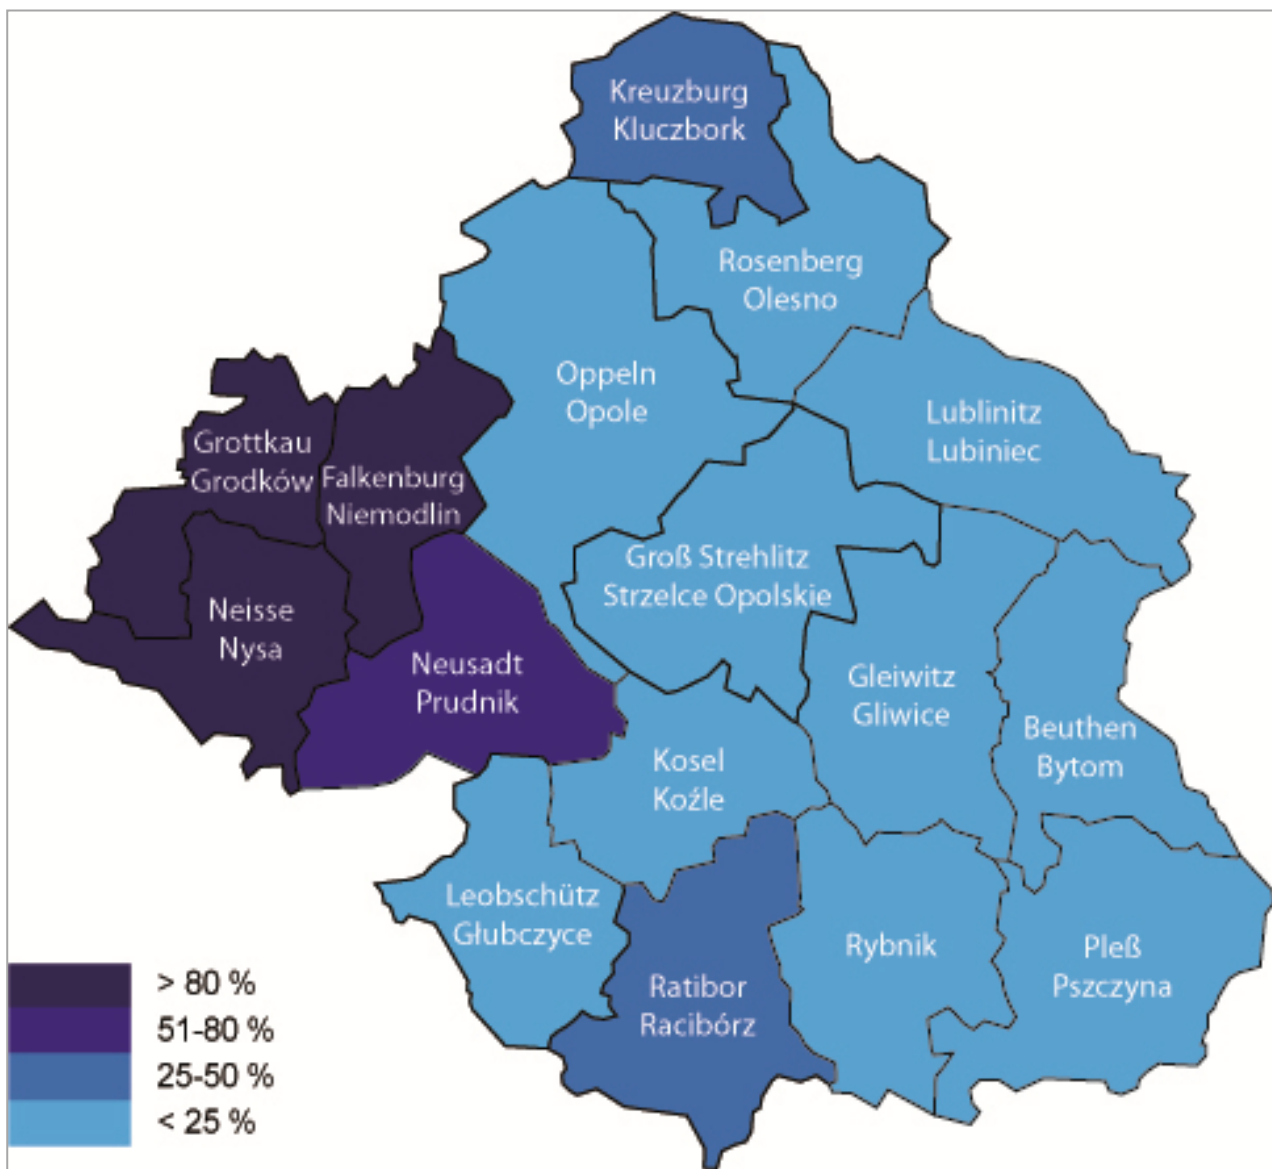 Kreuzburg
Kluczbork
Rosenberg
Olesno
Oppeln
Opole
Lublinitz
Lubiniec
Grottkau
Grodków
Falkenburg
Niemodlin
Groß Strehlitz
Strzelce Opolskie
Neisse
Nysa
Neusadt
Prudnik
Gleiwitz
Gliwice
Beuthen
Bytom
Kosel
Koźle
Leobschütz
Głubczyce
Rybnik
Pleß
Pszczyna
Ratibor
Racibórz
> 80 %
51-80 %
25-50 %
< 25 %